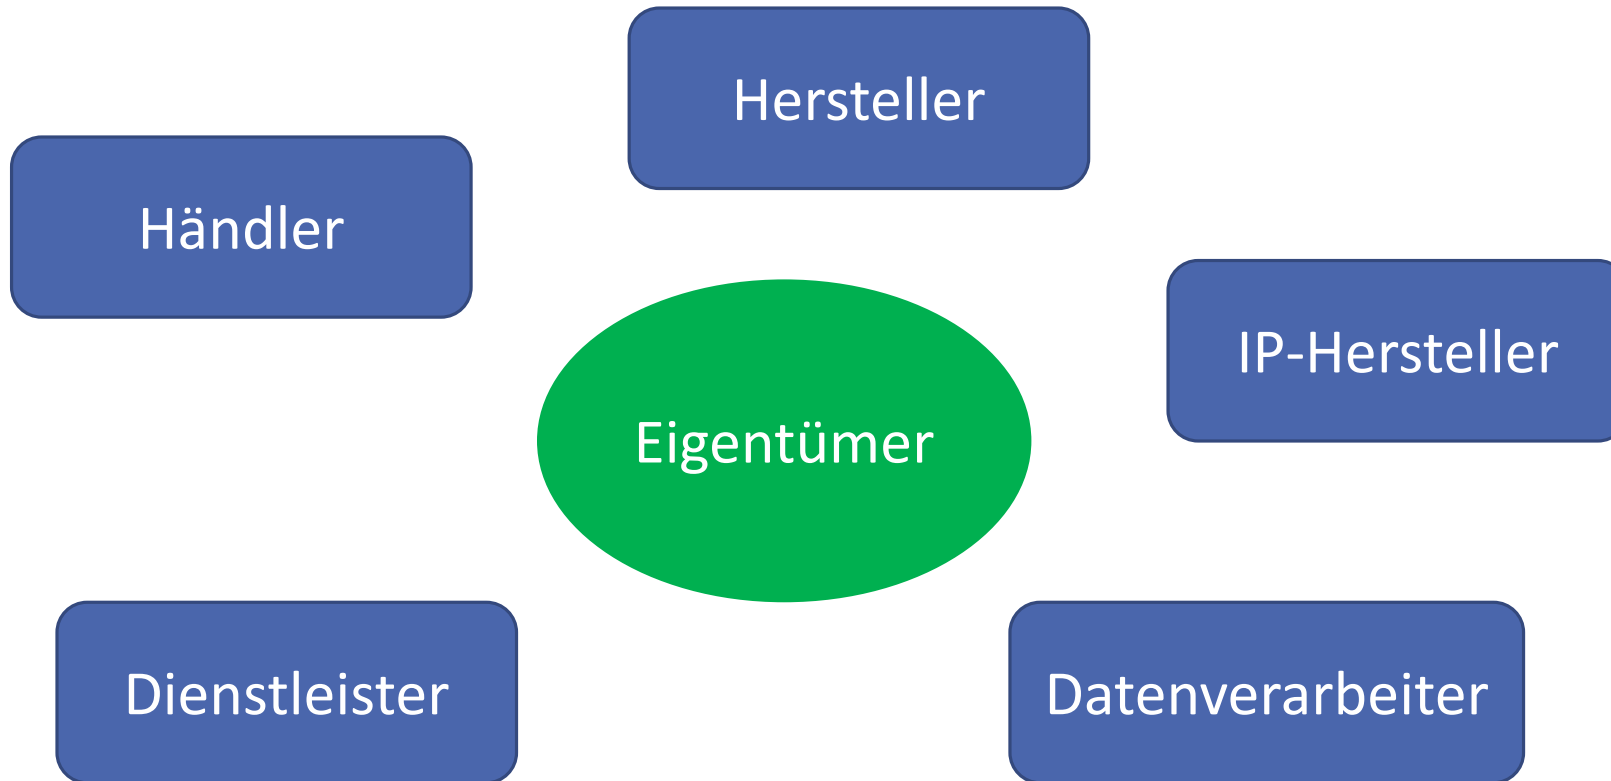 Hersteller
Händler
IP-Hersteller
Eigentümer
Dienstleister
Datenverarbeiter